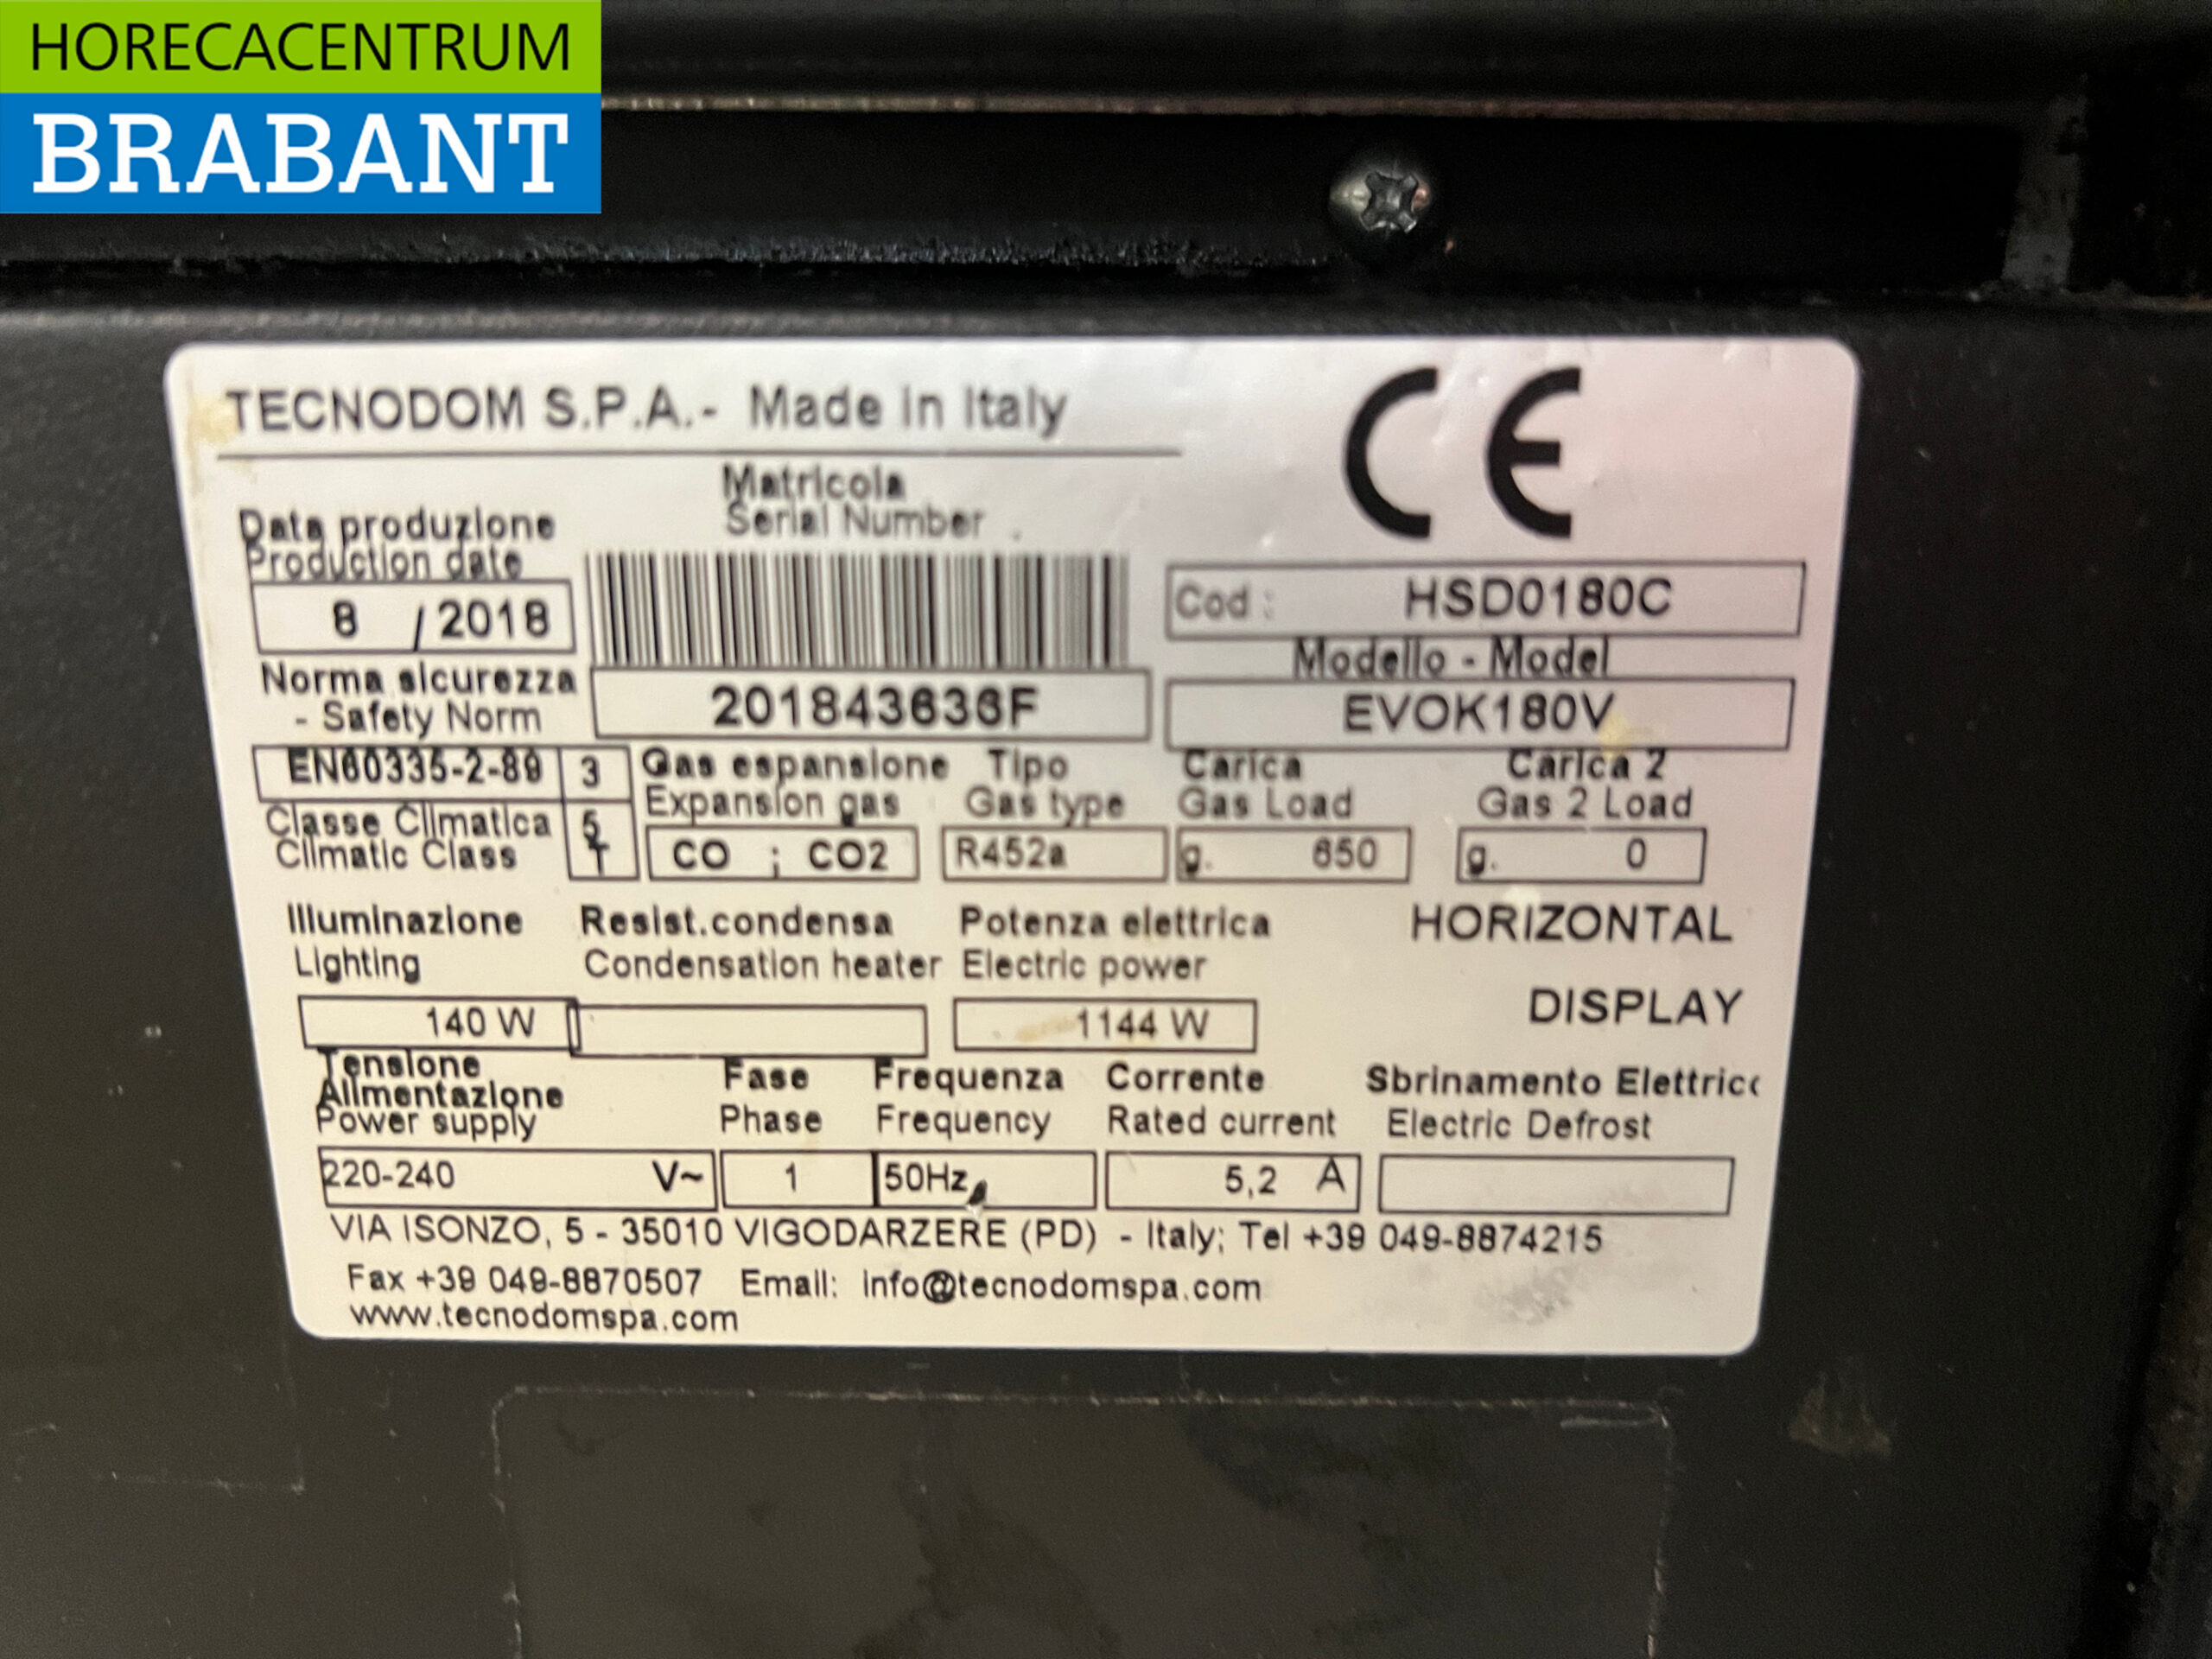 HORECACENTRUM
BRABANT
TECNODOM S.P.A.- Made in Italy
CE
Matricola
Serial Number
Data produzione
Production date
8 / 2018
Cod : HSD0180C
Modello - Model
Norma sicurezza
- Safety Norm
201843636F
EVOK180V
EN60335-2-89 3
Gas espansione Tipo Carica Carica 2
Expansion gas Gas type Gas Load Gas 2 Load
Classe Climatica 5
Climatic Class T
CO ; CO2 R452a g. 650 g. 0
Illuminazione Resist.condensa Potenza elettrica HORIZONTAL
Lighting Condensation heater Electric power
DISPLAY
140 W 1144 W
Tensione
Alimentazione Fase Frequenza Corrente Sbrinamento Elettrico
Power supply Phase Frequency Rated current Electric Defrost
220-240 V~ 1 50Hz 5,2 A
VIA ISONZO, 5 - 35010 VIGODARZERE (PD) - Italy; Tel +39 049-8874215
Fax +39 049-8870507 Email: info@tecnodomspa.com
www.tecnodomspa.com